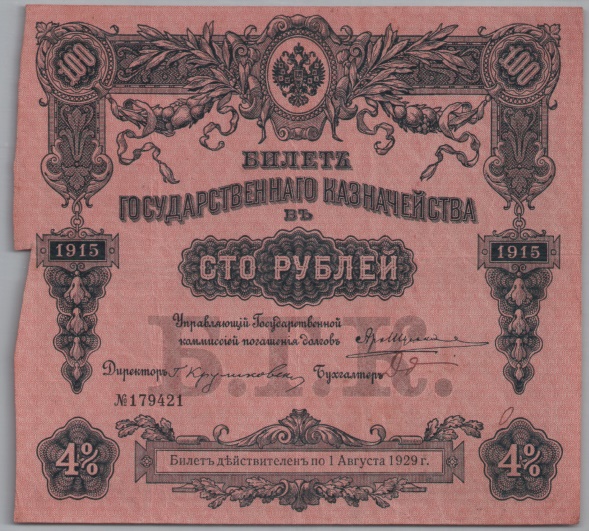 100 100
БИЛЕТЪ
ГОСУДАРСТВЕННАГО КАЗНАЧЕЙСТВА
ВЪ
1915 1915
СТО РУБЛЕЙ
Б.Г.К.
Управляющій Государственной
коммиссіей погашенія долговъ
Директоръ Бухгалтеръ
№179421
4% 4%
Билетъ дѣйствителенъ по 1 Августа 1929 г.